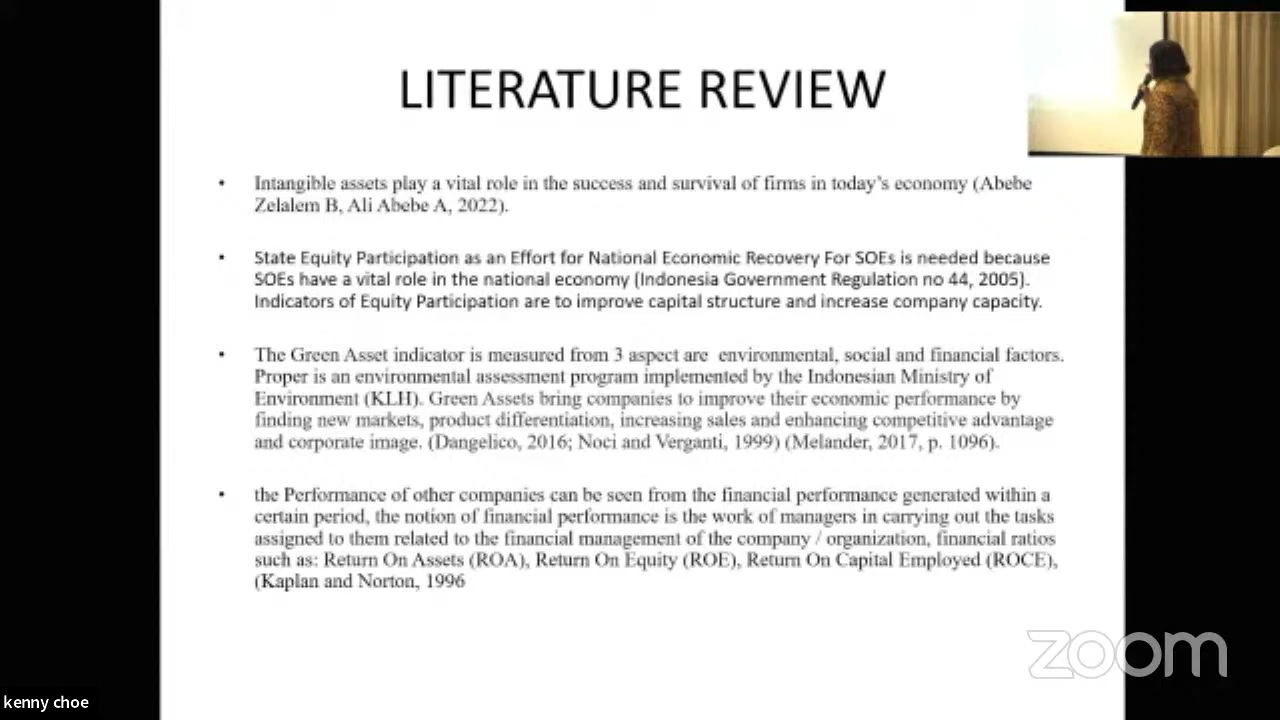 LITERATURE REVIEW
• Intangible assets play a vital role in the success and survival of firms in today's economy (Abebe
Zelalem B, Ali Abebe A, 2022).
• State Equity Participation as an Effort for National Economic Recovery For SOEs is needed because
SOEs have a vital role in the national economy (Indonesia Government Regulation no 44, 2005).
Indicators of Equity Participation are to improve capital structure and increase company capacity.
• The Green Asset indicator is measured from 3 aspect are environmental, social and financial factors.
Proper is an environmental assessment program implemented by the Indonesian Ministry of
Environment (KLH). Green Assets bring companies to improve their economic performance by
finding new markets, product differentiation, increasing sales and enhancing competitive advantage
and corporate image. (Dangelico, 2016; Noci and Verganti, 1999) (Melander, 2017, p. 1096).
• the Performance of other companies can be seen from the financial performance generated within a
certain period, the notion of financial performance is the work of managers in carrying out the tasks
assigned to them related to the financial management of the company / organization, financial ratios
such as: Return On Assets (ROA), Return On Equity (ROE), Return On Capital Employed (ROCE),
(Kaplan and Norton, 1996
zoom
kenny choe